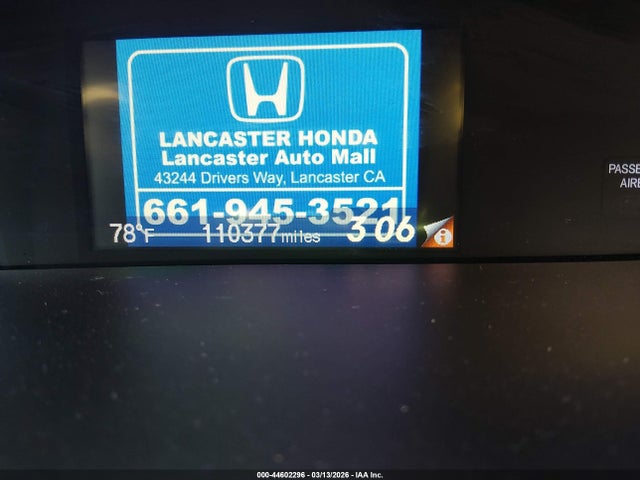 LANCASTER HONDA
Lancaster Auto Mall
43244 Drivers Way, Lancaster CA
661-945-3521
78°F 110377miles 3:06
PASSE
AIRB
000-44602296 - 03/13/2026 - IAA Inc.